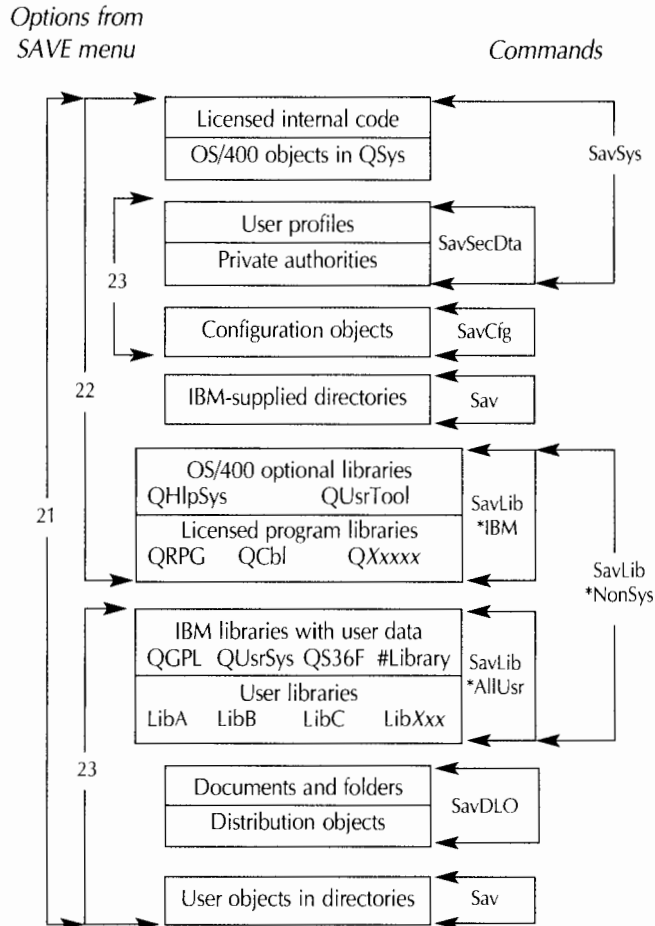 Options from
SAVE menu
Commands
Licensed internal code
OS/400 objects in QSys
SavSys
User profiles
Private authorities
SavSecDta
23
Configuration objects
SavCfg
22
IBM-supplied directories
Sav
21
OS/400 optional libraries
QHlpSys QUsrTool
Licensed program libraries
QRPG QCbl QXxxxx
SavLib
*IBM
SavLib
*NonSys
IBM libraries with user data
QGPL QUsrSys QS36F #Library
User libraries
LibA LibB LibC LibXxx
SavLib
*AllUsr
23
Documents and folders
Distribution objects
SavDLO
User objects in directories
Sav